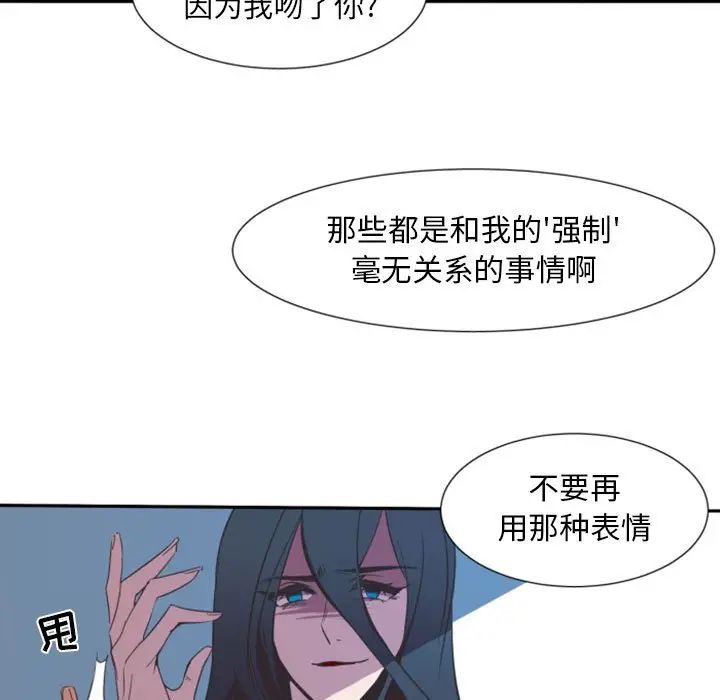 因为我吻了你?
那些都是和我的'强制'
毫无关系的事情啊
不要再
用那种表情
甩